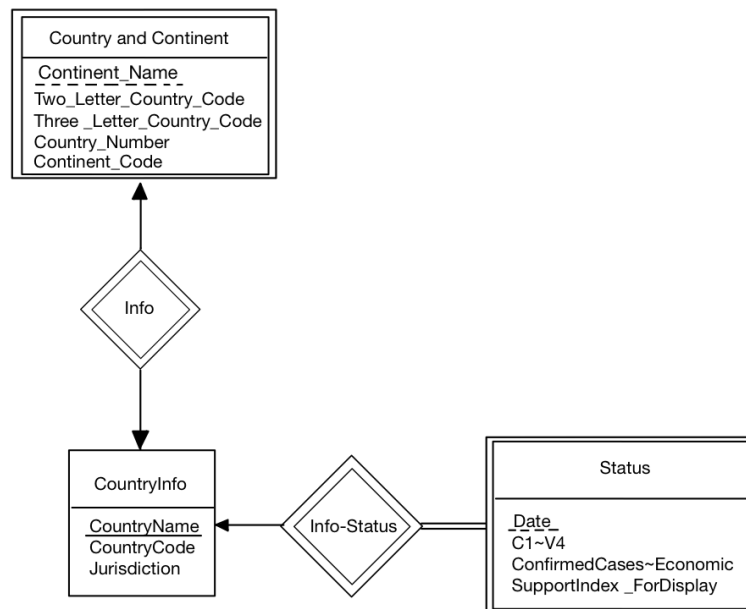 Country and Continent
Continent_Name
Two_Letter_Country_Code
Three _Letter_Country_Code
Country_Number
Continent_Code
Info
CountryInfo
CountryName
CountryCode
Jurisdiction
Info-Status
Status
Date
C1~V4
ConfirmedCases~Economic
SupportIndex _ForDisplay